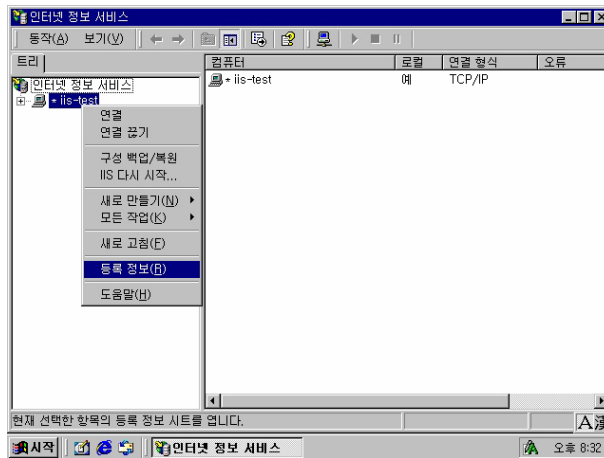 인터넷 정보 서비스
동작(A) 보기(V)
트리
컴퓨터 로컬 연결 형식 오류
인터넷 정보 서비스
* iis-test
* iis-test 예 TCP/IP
연결
연결 끊기
구성 백업/복원
IIS 다시 시작...
새로 만들기(N)
모든 작업(K)
새로 고침(F)
등록 정보(R)
도움말(H)
현재 선택한 항목의 등록 정보 시트를 엽니다.
A漢
시작 인터넷 정보 서비스 오후 8:32